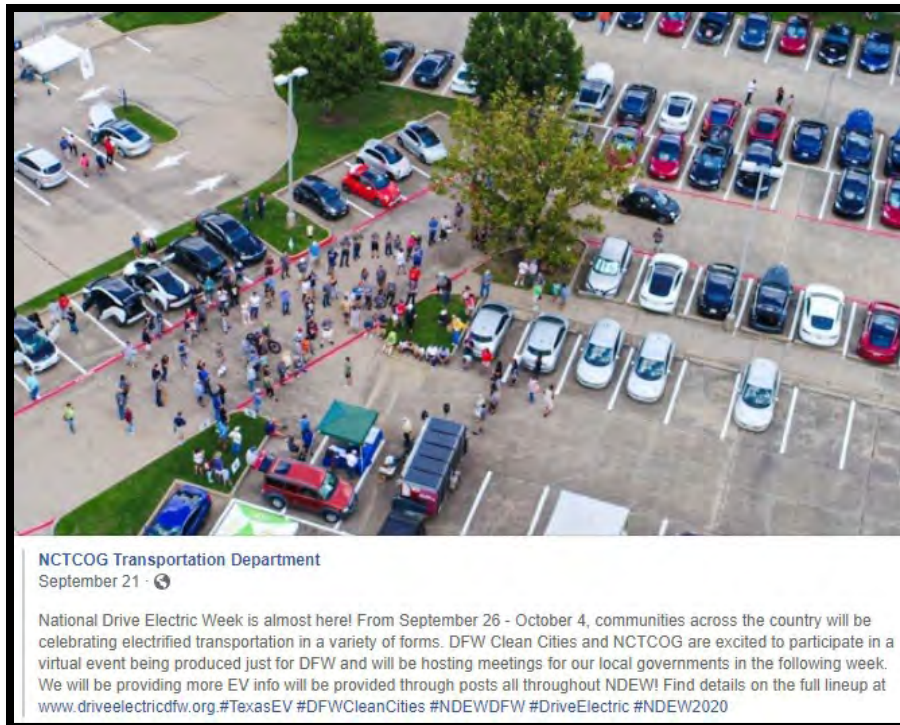 NCTCOG Transportation Department
September 21 ·
National Drive Electric Week is almost here! From September 26 - October 4, communities across the country will be
celebrating electrified transportation in a variety of forms. DFW Clean Cities and NCTCOG are excited to participate in a
virtual event being produced just for DFW and will be hosting meetings for our local governments in the following week.
We will be providing more EV info will be provided through posts all throughout NDEW! Find details on the full lineup at
www.driveelectricdfw.org.#TexasEV #DFWCleanCities #NDEWDFW #DriveElectric #NDEW2020